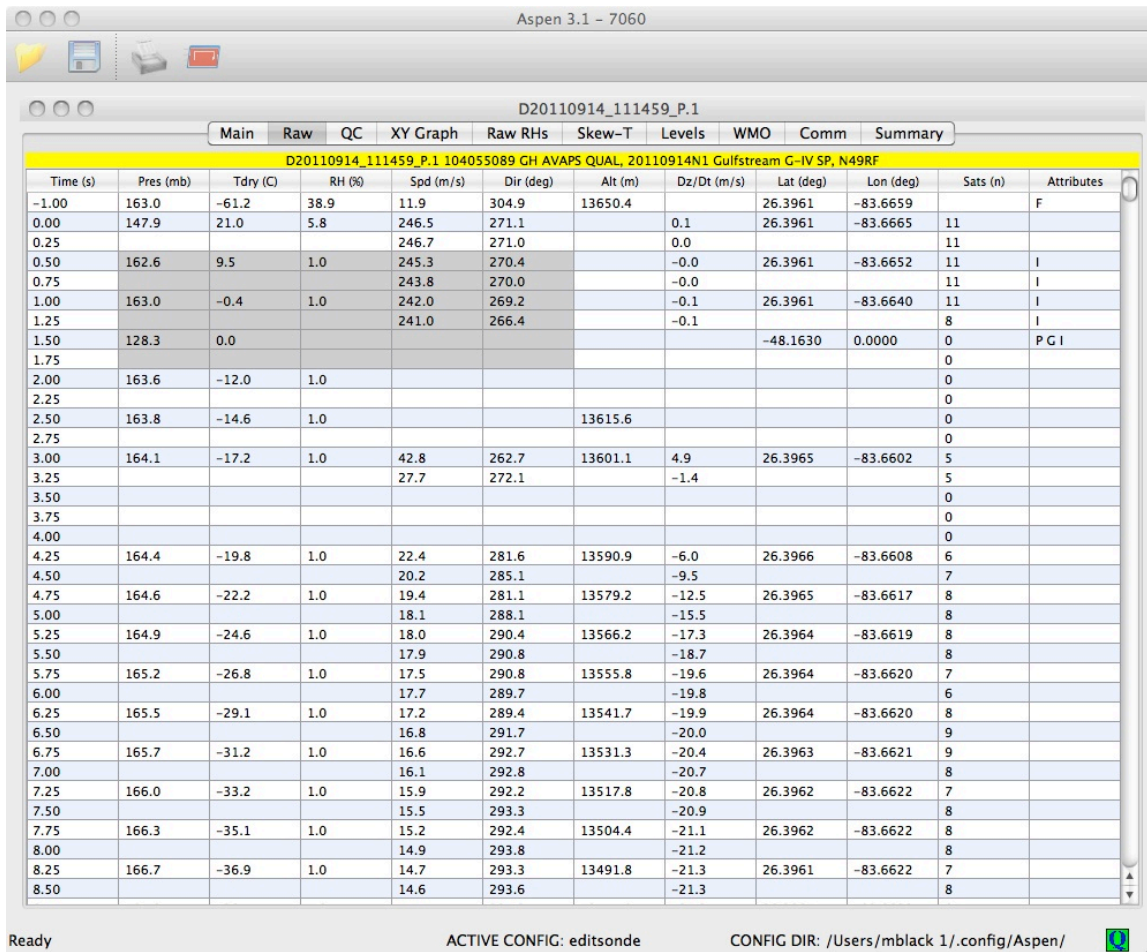 Aspen 3.1 – 7060
D20110914_111459_P.1
Main Raw QC XY Graph Raw RHs Skew-T Levels WMO Comm Summary
D20110914_111459_P.1 104055089 GH AVAPS QUAL, 20110914N1 Gulfstream G-IV SP, N49RF
Time (s) Pres (mb) Tdry (C) RH (%) Spd (m/s) Dir (deg) Alt (m) Dz/Dt (m/s) Lat (deg) Lon (deg) Sats (n) Attributes
-1.00 163.0 -61.2 38.9 11.9 304.9 13650.4 26.3961 -83.6659 F
0.00 147.9 21.0 5.8 246.5 271.1 0.1 26.3961 -83.6665 11
0.25 246.7 271.0 0.0 11
0.50 162.6 9.5 1.0 245.3 270.4 -0.0 26.3961 -83.6652 11 I
0.75 243.8 270.0 -0.0 11 I
1.00 163.0 -0.4 1.0 242.0 269.2 -0.1 26.3961 -83.6640 11 I
1.25 241.0 266.4 -0.1 8 I
1.50 128.3 0.0 -48.1630 0.0000 0 P G I
1.75 0
2.00 163.6 -12.0 1.0 0
2.25 0
2.50 163.8 -14.6 1.0 13615.6 0
2.75 0
3.00 164.1 -17.2 1.0 42.8 262.7 13601.1 4.9 26.3965 -83.6602 5
3.25 27.7 272.1 -1.4 5
3.50 0
3.75 0
4.00 0
4.25 164.4 -19.8 1.0 22.4 281.6 13590.9 -6.0 26.3966 -83.6608 6
4.50 20.2 285.1 -9.5 7
4.75 164.6 -22.2 1.0 19.4 281.1 13579.2 -12.5 26.3965 -83.6617 8
5.00 18.1 288.1 -15.5 8
5.25 164.9 -24.6 1.0 18.0 290.4 13566.2 -17.3 26.3964 -83.6619 8
5.50 17.9 290.8 -18.7 8
5.75 165.2 -26.8 1.0 17.5 290.8 13555.8 -19.6 26.3964 -83.6620 7
6.00 17.7 289.7 -19.8 6
6.25 165.5 -29.1 1.0 17.2 289.4 13541.7 -19.9 26.3964 -83.6620 8
6.50 16.8 291.7 -20.0 9
6.75 165.7 -31.2 1.0 16.6 292.7 13531.3 -20.4 26.3963 -83.6621 9
7.00 16.1 292.8 -20.7 8
7.25 166.0 -33.2 1.0 15.9 292.2 13517.8 -20.8 26.3962 -83.6622 7
7.50 15.5 293.3 -20.9 8
7.75 166.3 -35.1 1.0 15.2 292.4 13504.4 -21.1 26.3962 -83.6622 8
8.00 14.9 293.8 -21.2 8
8.25 166.7 -36.9 1.0 14.7 293.3 13491.8 -21.3 26.3961 -83.6622 7
8.50 14.6 293.6 -21.3 8
Ready ACTIVE CONFIG: editsonde CONFIG DIR: /Users/mblack 1/.config/Aspen/ Q